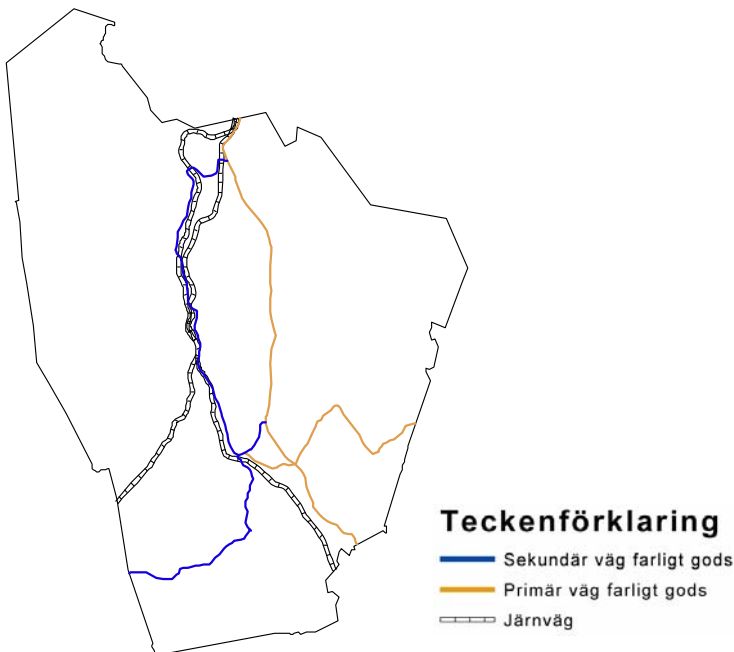 Teckenförklaring
Sekundär väg farligt gods
Primär väg farligt gods
Järnväg